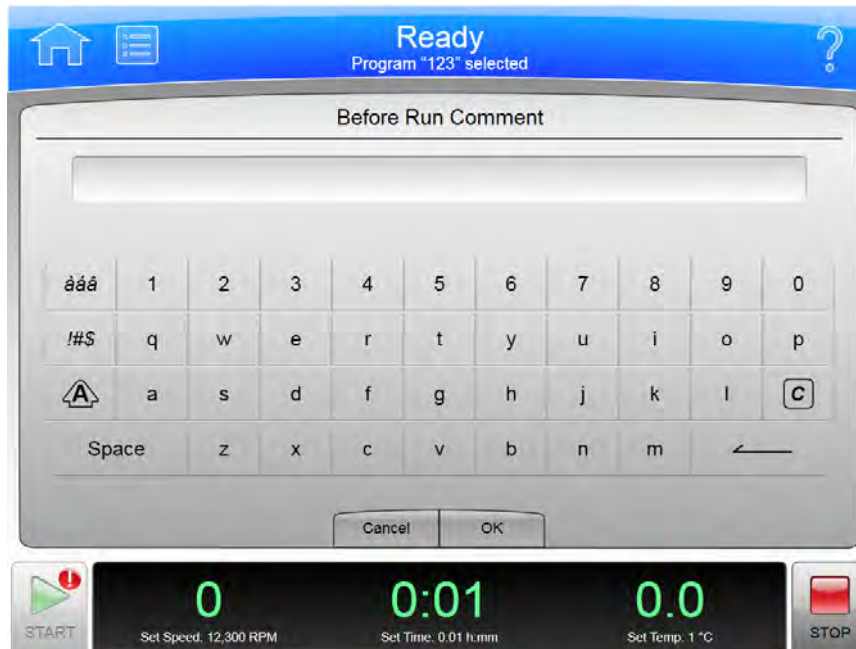 Ready
Program "123" selected
Before Run Comment
àáâ 1 2 3 4 5 6 7 8 9 0
!#$ q w e r t y u i o p
A a s d f g h j k l C
Space z x c v b n m
Cancel OK
0 0:01 0.0
START Set Speed: 12,300 RPM Set Time: 0:01 h:mm Set Temp: 1 °C STOP